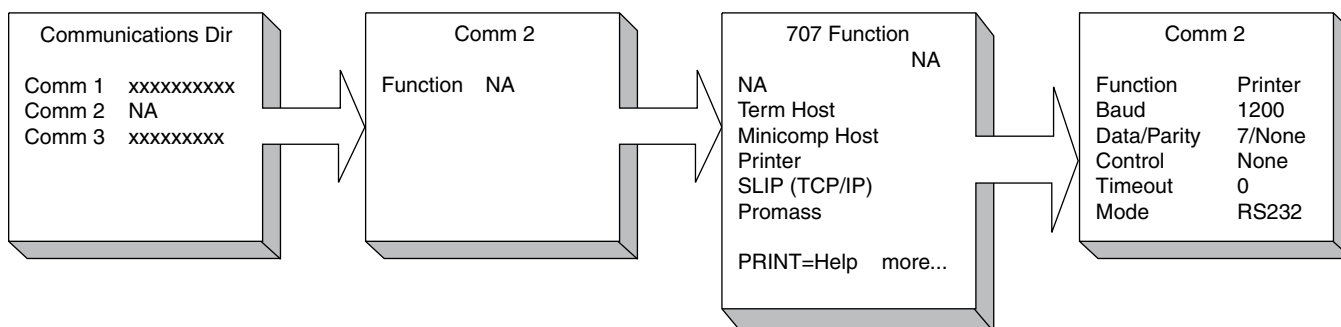 Communications Dir
Comm 1 xxxxxxxxxx
Comm 2 NA
Comm 3 xxxxxxxxx
Comm 2
Function NA
707 Function
NA
NA
Term Host
Minicomp Host
Printer
SLIP (TCP/IP)
Promass
PRINT=Help more...
Comm 2
Function Printer
Baud 1200
Data/Parity 7/None
Control None
Timeout 0
Mode RS232